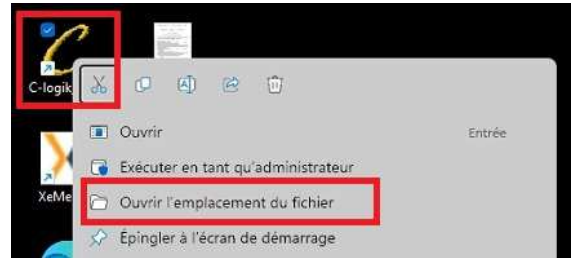 C-logik
Ouvrir
Entrée
Exécuter en tant qu'administrateur
XeMe
Ouvrir l'emplacement du fichier
Épingler à l'écran de démarrage